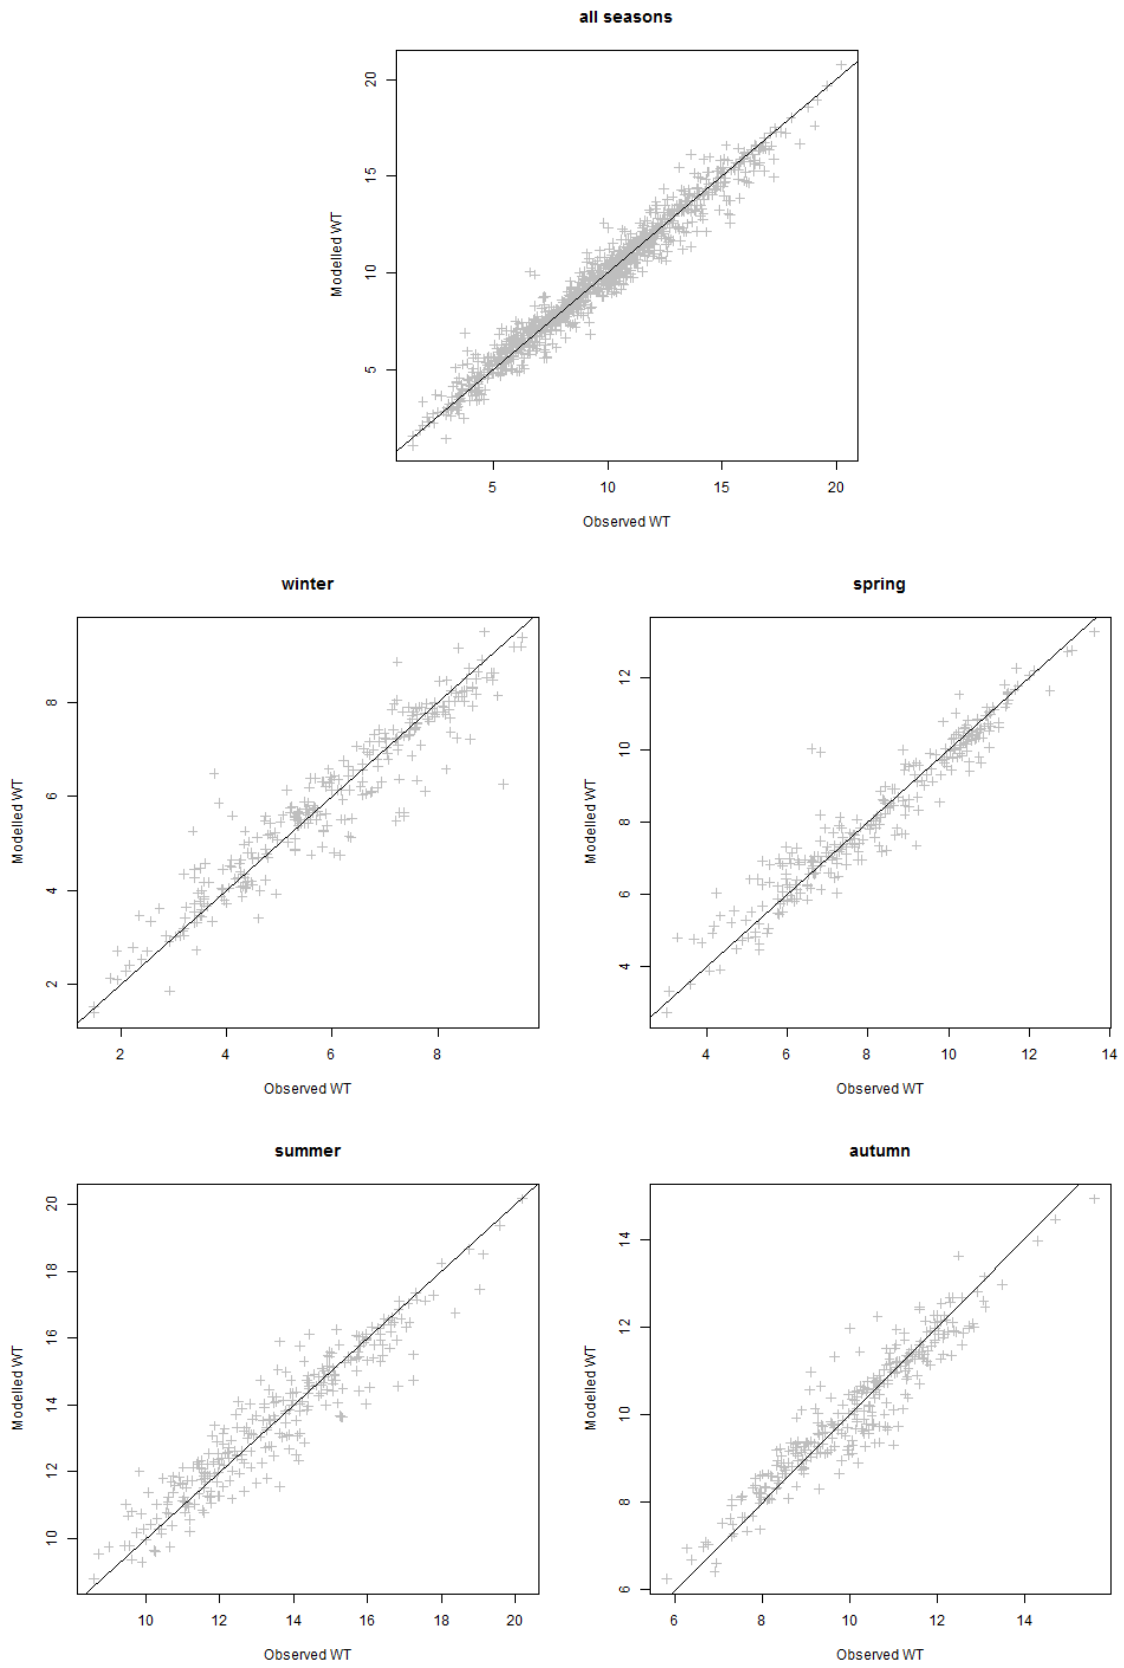 all seasons
20
15
10
5
Modelled WT
5 10 15 20
Observed WT
winter
8
6
4
2
Modelled WT
2 4 6 8
Observed WT
spring
12
10
8
6
4
Modelled WT
4 6 8 10 12 14
Observed WT
summer
20
18
16
14
12
10
Modelled WT
10 12 14 16 18 20
Observed WT
autumn
14
12
10
8
6
Modelled WT
6 8 10 12 14
Observed WT